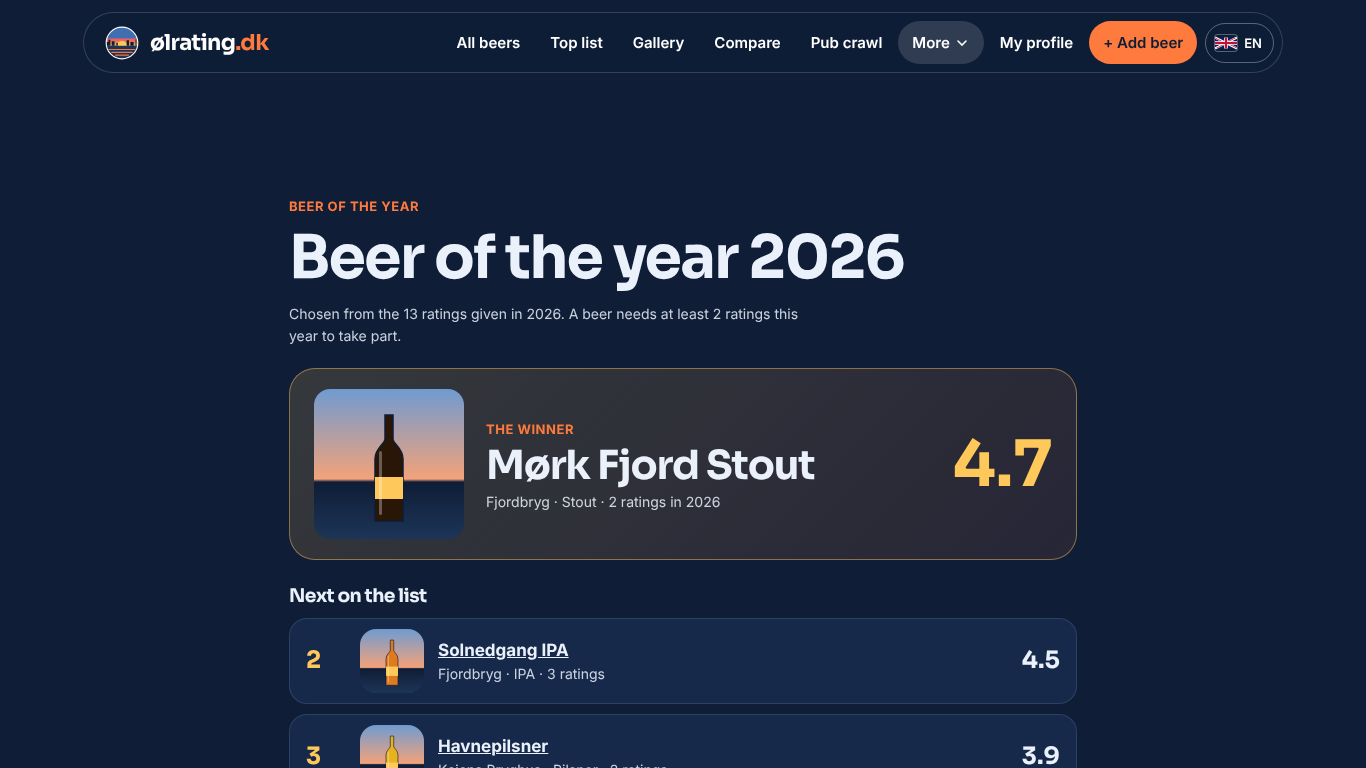 ølrating.dk
All beers
Top list
Gallery
Compare
Pub crawl
More
My profile
+ Add beer
EN
BEER OF THE YEAR
Beer of the year 2026
Chosen from the 13 ratings given in 2026. A beer needs at least 2 ratings this
year to take part.
THE WINNER
Mørk Fjord Stout
Fjordbryg · Stout · 2 ratings in 2026
4.7
Next on the list
2
Solnedgang IPA
Fjordbryg · IPA · 3 ratings
4.5
3
Havnepilsner
3.9